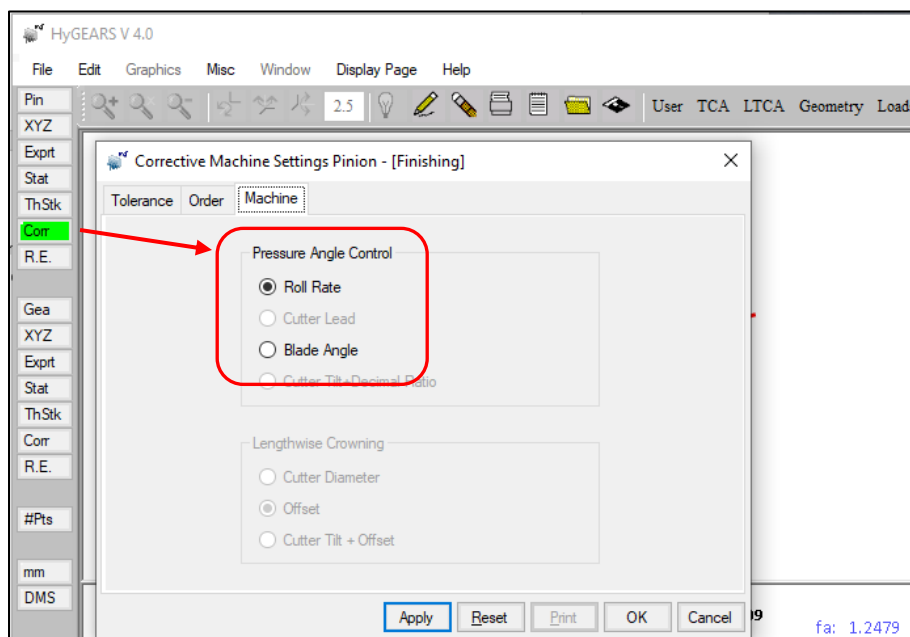 HyGEARS V 4.0
File Edit Graphics Misc Window Display Page Help
2.5 User TCA LTCA Geometry Load
Pin
XYZ
Exprt
Stat
ThStk
Corr
R.E.
Gea
XYZ
Exprt
Stat
ThStk
Corr
R.E.
#Pts
mm
DMS
Corrective Machine Settings Pinion - [Finishing]
Tolerance Order Machine
Pressure Angle Control
Roll Rate
Cutter Lead
Blade Angle
Cutter Tilt+Decimal Ratio
Lengthwise Crowning
Cutter Diameter
Offset
Cutter Tilt + Offset
Apply Reset Print OK Cancel
fa: 1.2479